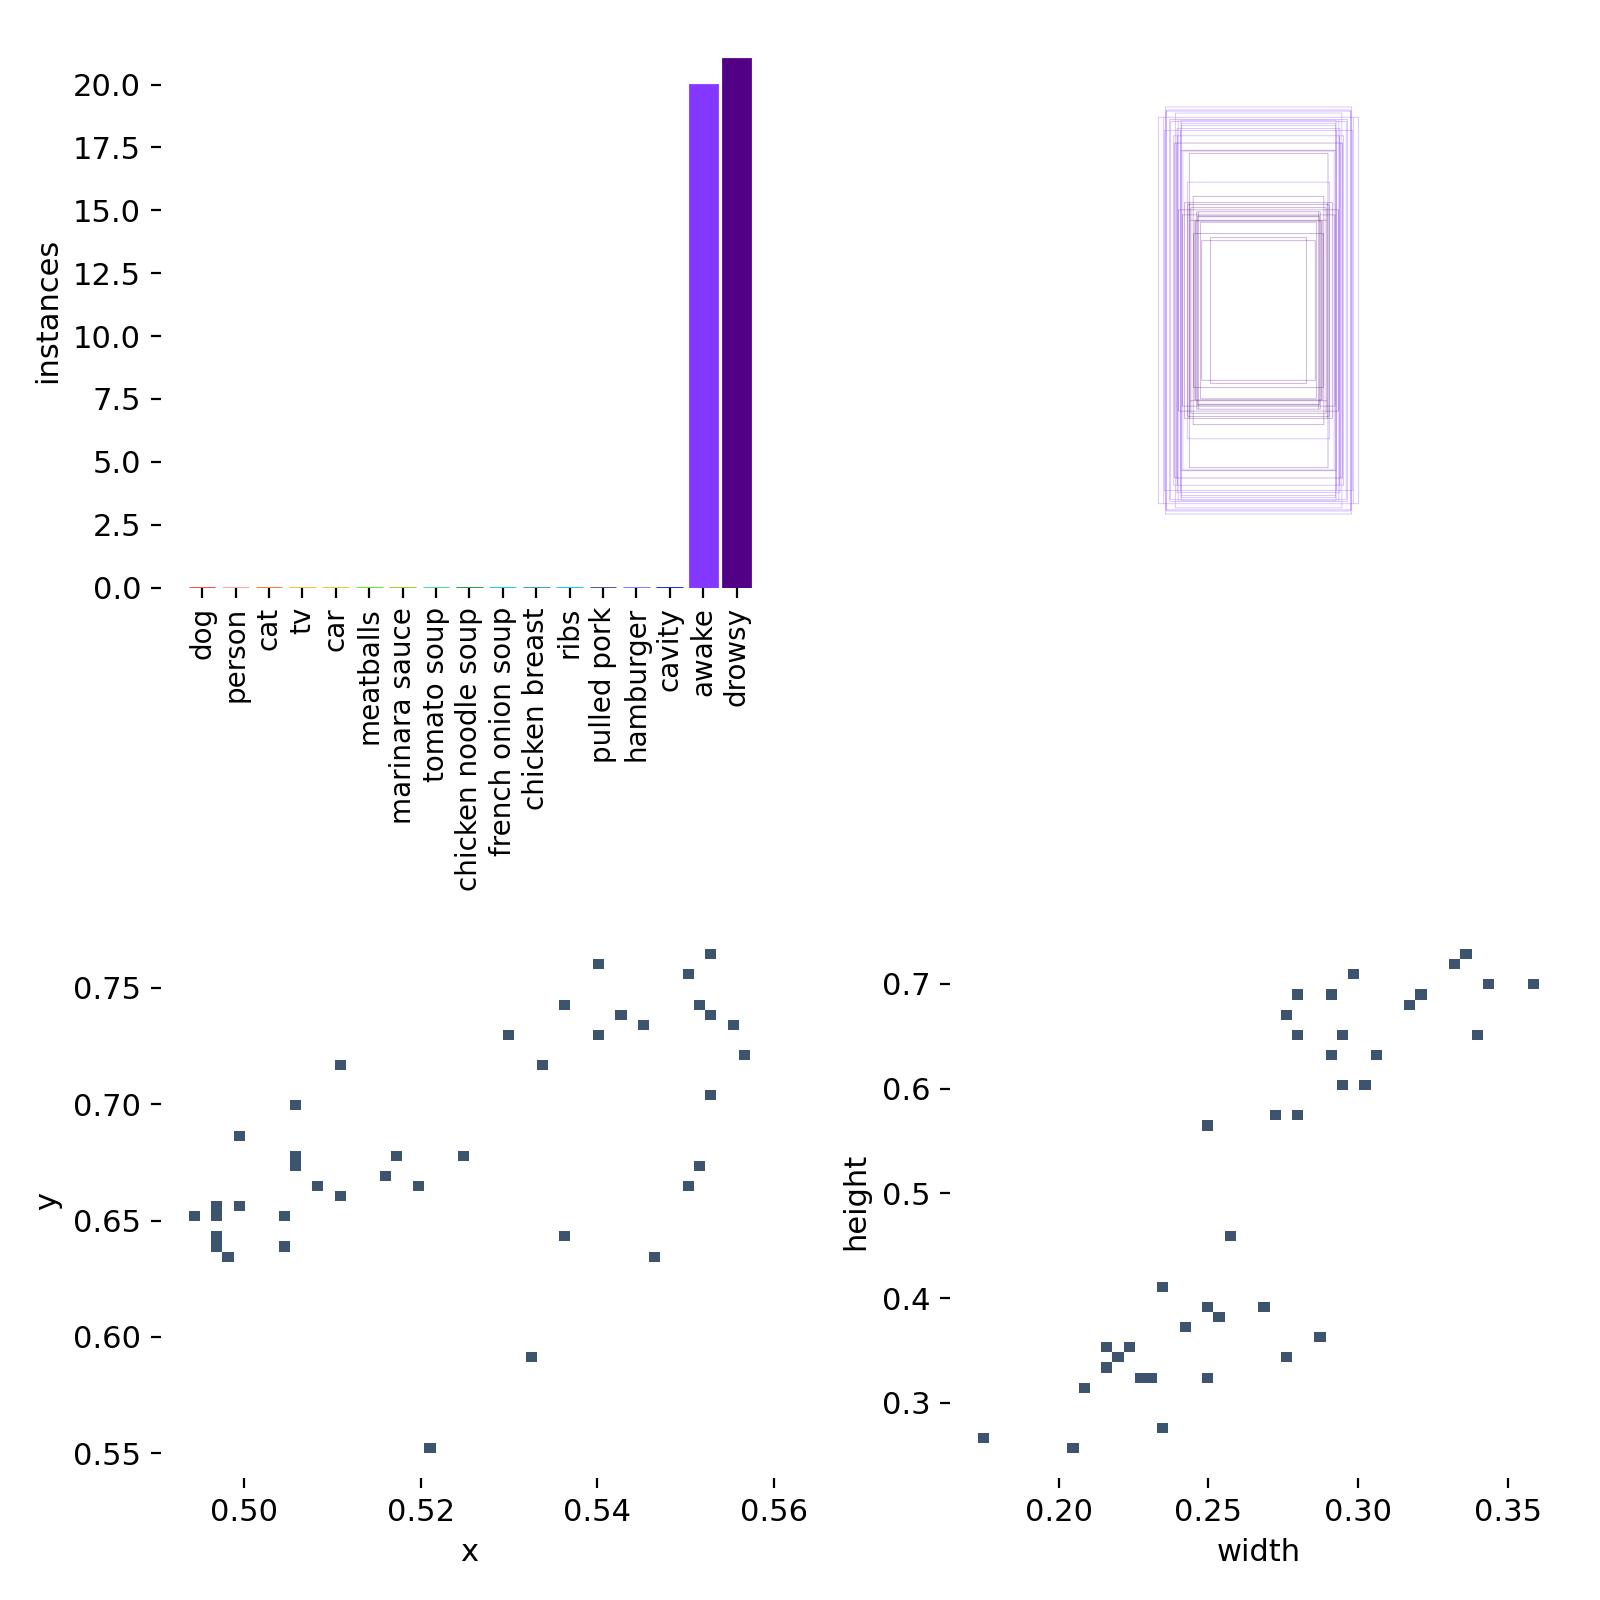 instances
20.0
17.5
15.0
12.5
10.0
7.5
5.0
2.5
0.0
dog
person
cat
tv
car
meatballs
marinara sauce
tomato soup
chicken noodle soup
french onion soup
chicken breast
ribs
pulled pork
hamburger
cavity
awake
drowsy
y
0.75
0.70
0.65
0.60
0.55
0.50 0.52 0.54 0.56
x
height
0.7
0.6
0.5
0.4
0.3
0.20 0.25 0.30 0.35
width